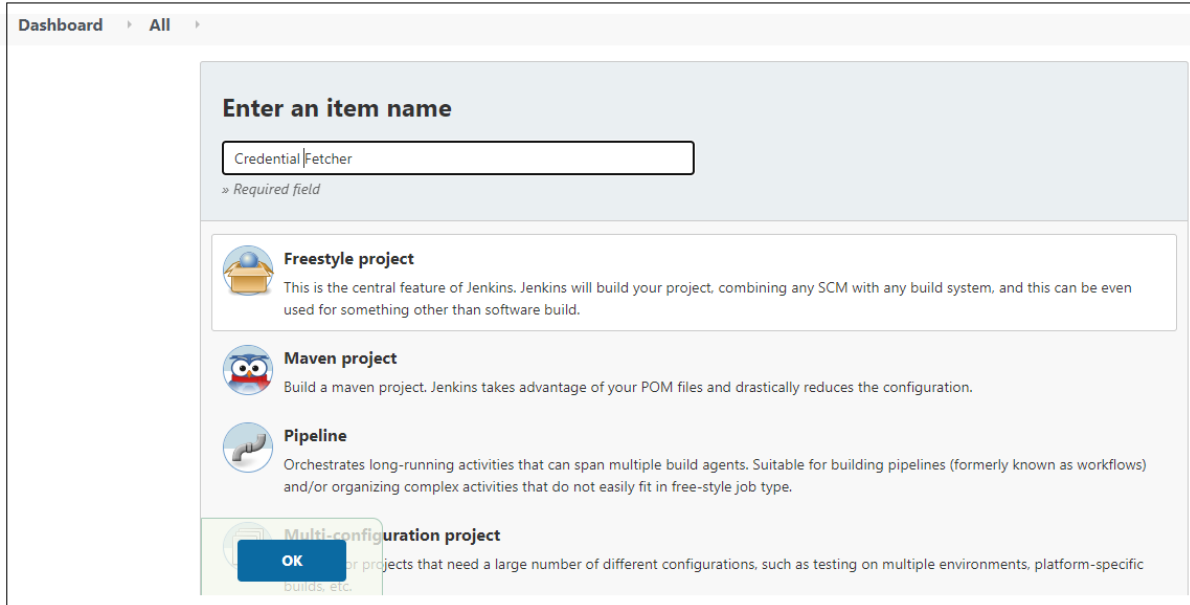 Dashboard All
Enter an item name
Credential Fetcher
» Required field
Freestyle project
This is the central feature of Jenkins. Jenkins will build your project, combining any SCM with any build system, and this can be even
used for something other than software build.
Maven project
Build a maven project. Jenkins takes advantage of your POM files and drastically reduces the configuration.
Pipeline
Orchestrates long-running activities that can span multiple build agents. Suitable for building pipelines (formerly known as workflows)
and/or organizing complex activities that do not easily fit in free-style job type.
Multi-configuration project
OK
or projects that need a large number of different configurations, such as testing on multiple environments, platform-specific
builds, etc.